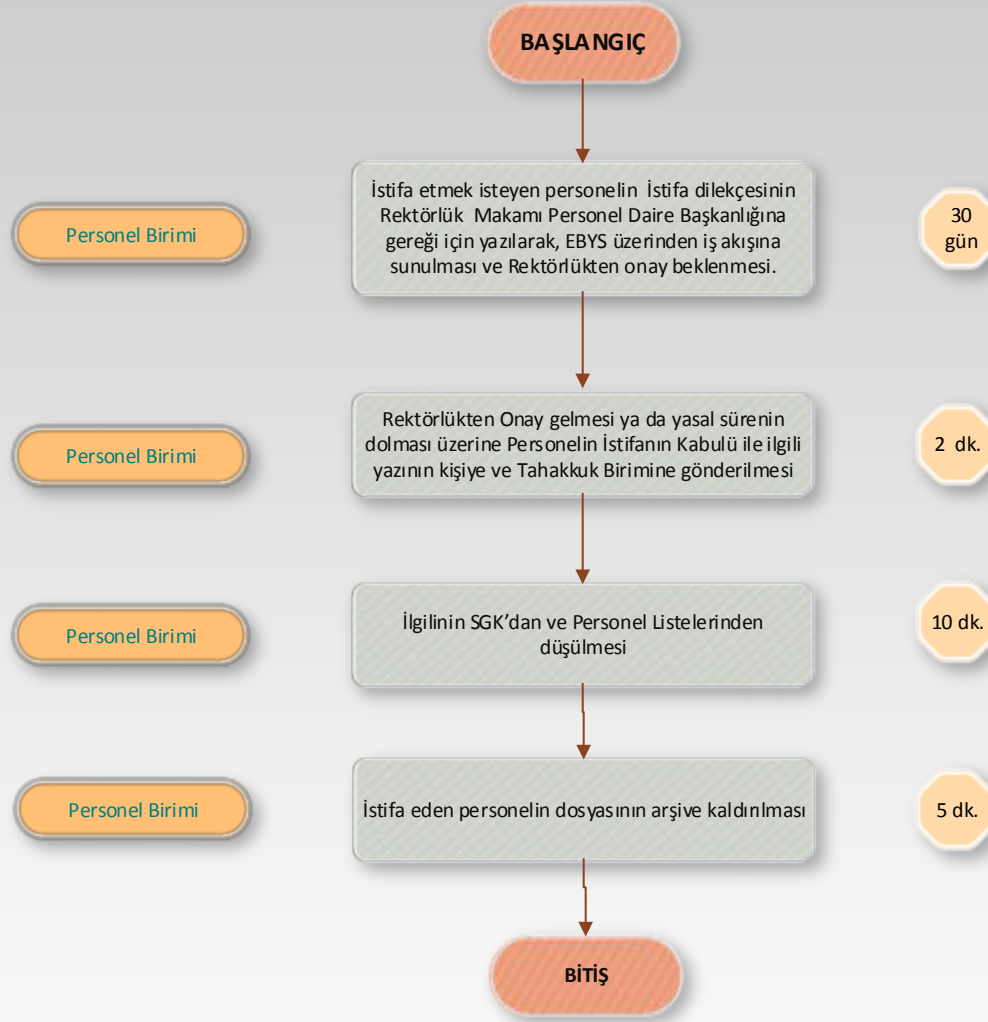 BAŞLANGIÇ
Personel Birimi
İstifa etmek isteyen personelin İstifa dilekçesinin
Rektörlük Makamı Personel Daire Başkanlığına
gereği için yazılarak, EBYS üzerinden iş akışına
sunulması ve Rektörlükten onay beklenmesi.
30
gün
Personel Birimi
Rektörlükten Onay gelmesi ya da yasal sürenin
dolması üzerine Personelin İstifanın Kabulü ile ilgili
yazının kişiye ve Tahakkuk Birimine gönderilmesi
2 dk.
Personel Birimi
İlgilinin SGK’dan ve Personel Listelerinden
düşülmesi
10 dk.
Personel Birimi
İstifa eden personelin dosyasının arşive kaldırılması
5 dk.
BİTİŞ